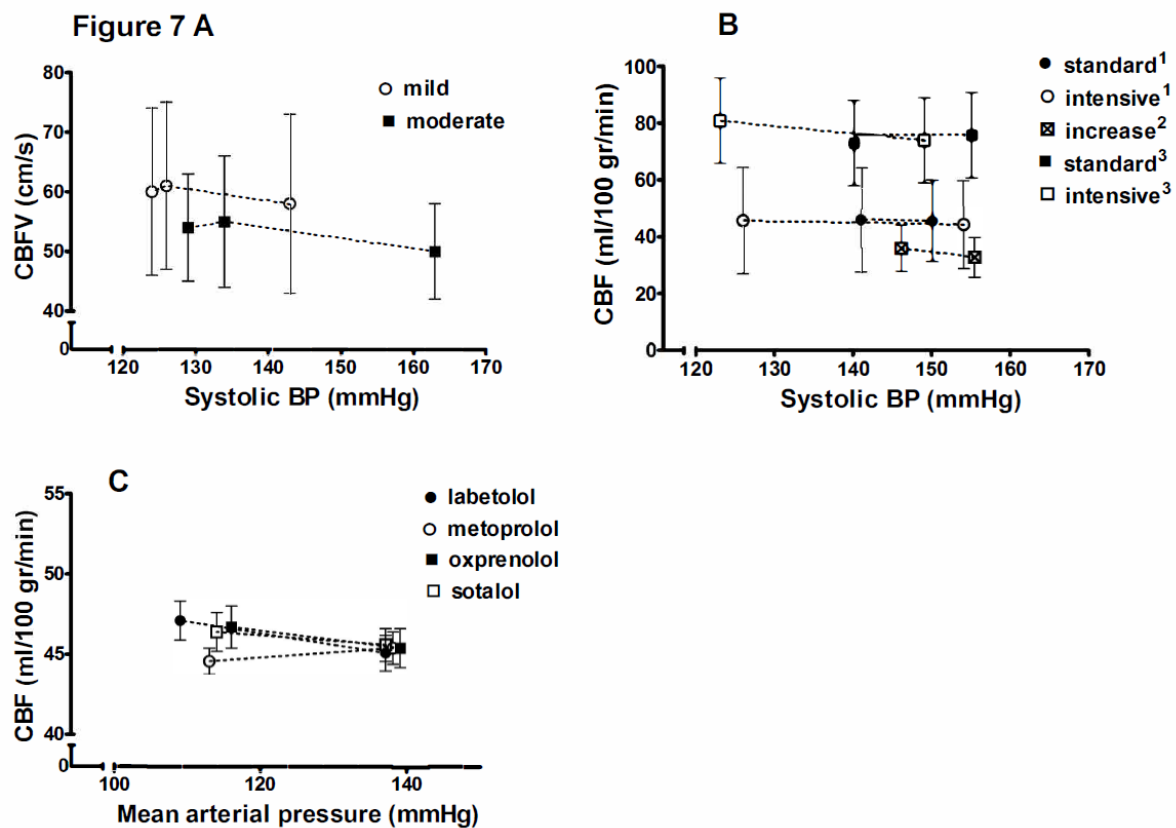 Figure 7 A
80
70
60
50
40
0
CBFV (cm/s)
mild
moderate
120 130 140 150 160 170
Systolic BP (mmHg)
B
100
80
60
40
20
0
CBF (ml/100 gr/min)
standard¹
intensive¹
increase²
standard³
intensive³
120 130 140 150 160 170
Systolic BP (mmHg)
C
55
50
45
40
0
CBF (ml/100 gr/min)
labetolol
metoprolol
oxprenolol
sotalol
100 120 140
Mean arterial pressure (mmHg)